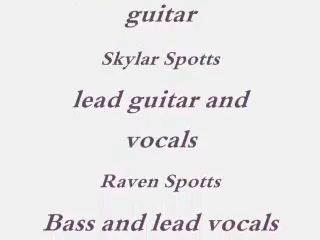 guitar
Skylar Spotts
lead guitar and
vocals
Raven Spotts
Bass and lead vocals